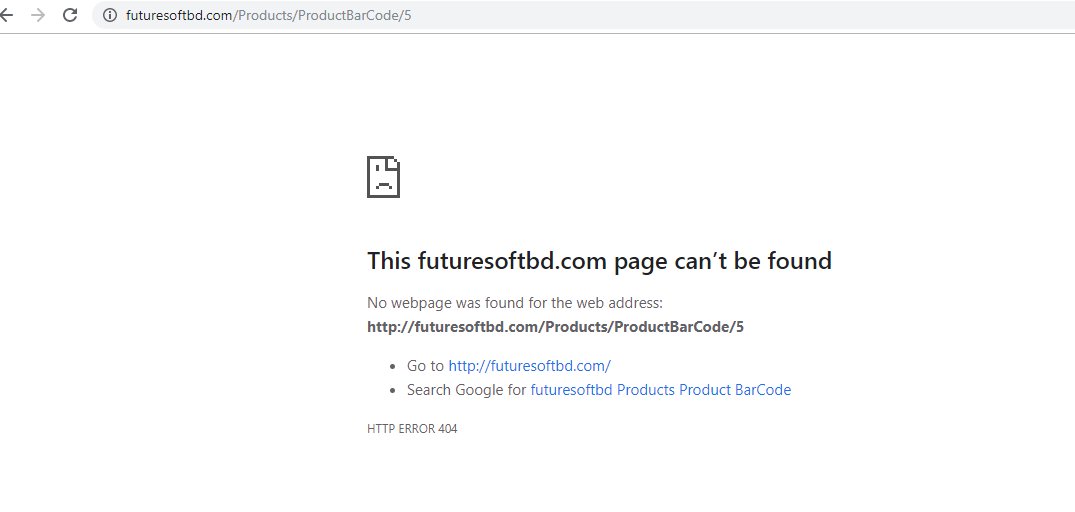 futuresoftbd.com/Products/ProductBarCode/5
This futuresoftbd.com page can’t be found
No webpage was found for the web address:
http://futuresoftbd.com/Products/ProductBarCode/5
• Go to http://futuresoftbd.com/
• Search Google for futuresoftbd Products Product BarCode
HTTP ERROR 404